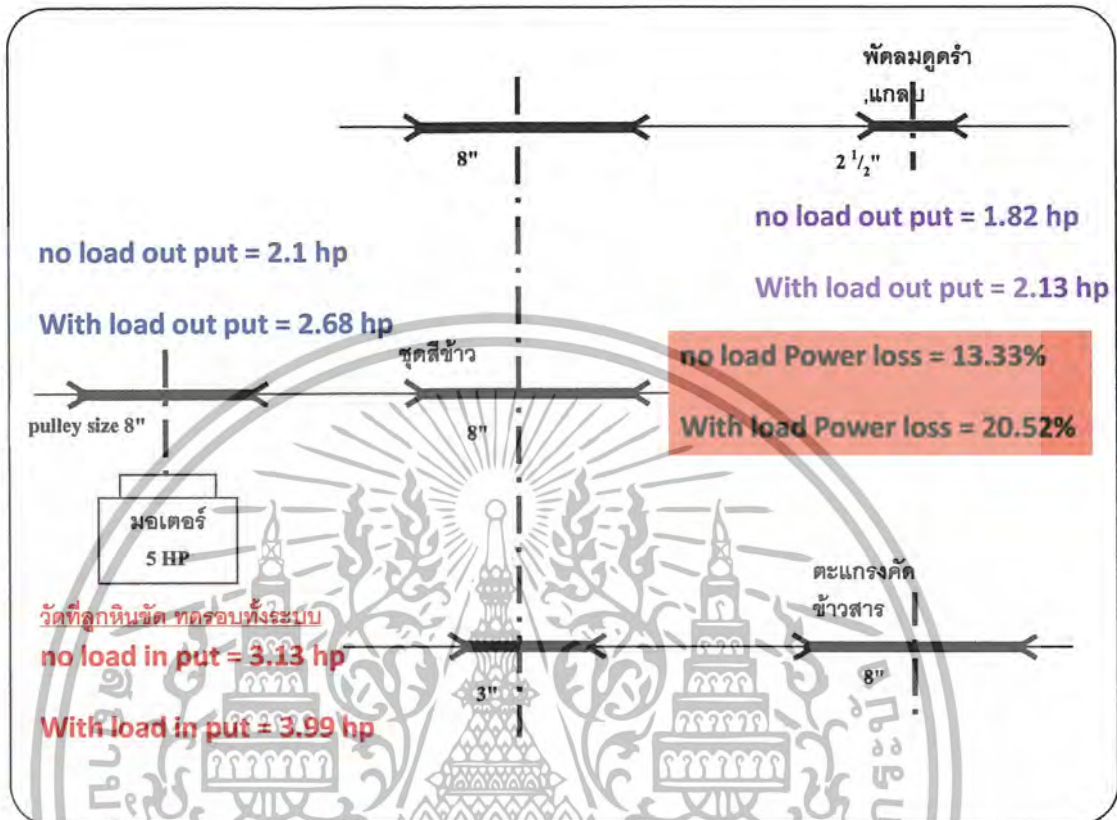 พัดลมดูดรำ
,แกลบ
8"
2 1/2"
no load out put = 1.82 hp
no load out put = 2.1 hp
With load out put = 2.13 hp
With load out put = 2.68 hp
ชุดสีข้าว
no load Power loss = 13.33%
pulley size 8"
8"
With load Power loss = 20.52%
มอเตอร์
5 HP
ตะแกรงคัด
ข้าวสาร
วัดที่ลูกหินขัด ทดรอบทั้งระบบ
no load in put = 3.13 hp
3"
8"
With load in put = 3.99 hp